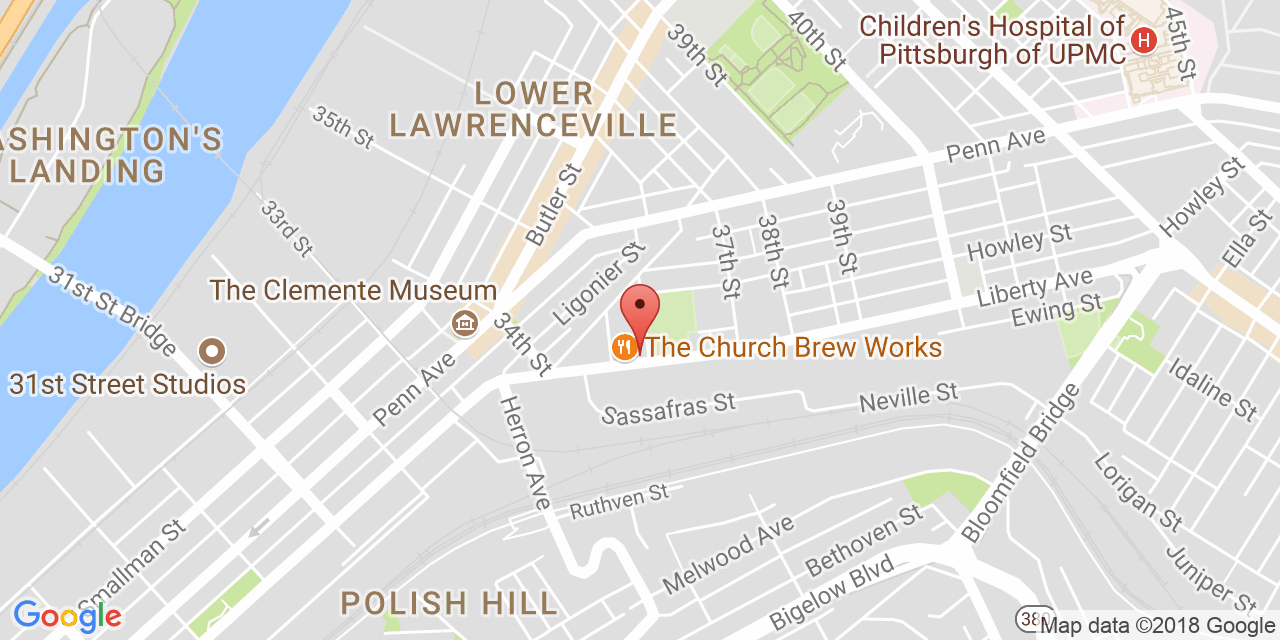 39th St
40th St
Children's Hospital of
Pittsburgh of UPMC
H
45th St
LOWER
LAWRENCEVILLE
35th St
ASHINGTON'S
LANDING
Penn Ave
Butler St
Howley St
33rd St
37th St
38th St
39th St
Ella St
Howley St
Ligonier St
31st St Bridge
The Clemente Museum
Liberty Ave
Ewing St
34th St
The Church Brew Works
31st Street Studios
Penn Ave
Idaline St
Sassafras St
Neville St
Herron Ave
Bloomfield Bridge
Ruthven St
Lorigan St
Melwood Ave
Bethoven St
Juniper St
Smallman St
Bigelow Blvd
POLISH HILL
Google
38
Map data ©2018 Google